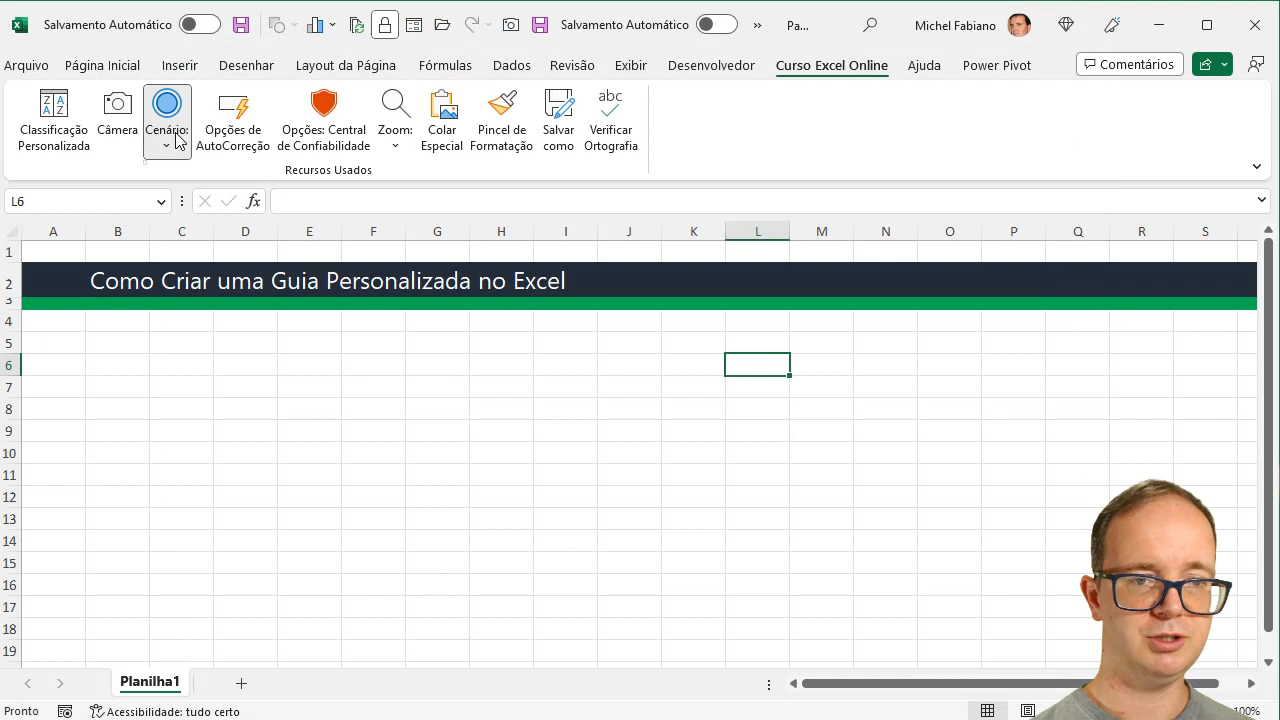 Salvamento Automático
Salvamento Automático
»
Pa...
Michel Fabiano
Arquivo Página Inicial Inserir Desenhar Layout da Página Fórmulas Dados Revisão Exibir Desenvolvedor Curso Excel Online Ajuda Power Pivot
Comentários
Classificação Personalizada
Câmera
Cenário:
Opções de AutoCorreção
Opções: Central de Confiabilidade
Zoom:
Colar Especial
Pincel de Formatação
Salvar como
abc
Verificar Ortografia
Recursos Usados
L6
fx
A B C D E F G H I J K L M N O P Q R S
1
2
Como Criar uma Guia Personalizada no Excel
3
4
5
6
7
8
9
10
11
12
13
14
15
16
17
18
19
Planilha1
Pronto
Acessibilidade: tudo certo
100%